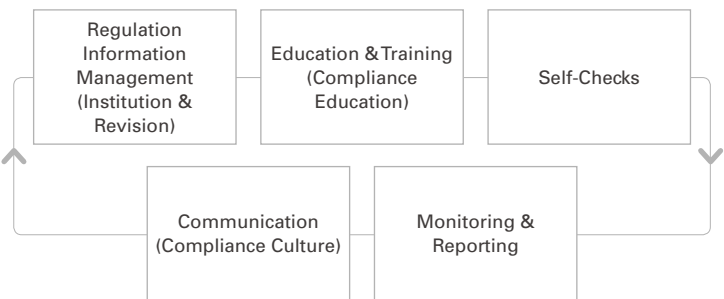 Regulation
Information
Management
(Institution &
Revision)
Education & Training
(Compliance
Education)
Self-Checks
Communication
(Compliance Culture)
Monitoring &
Reporting